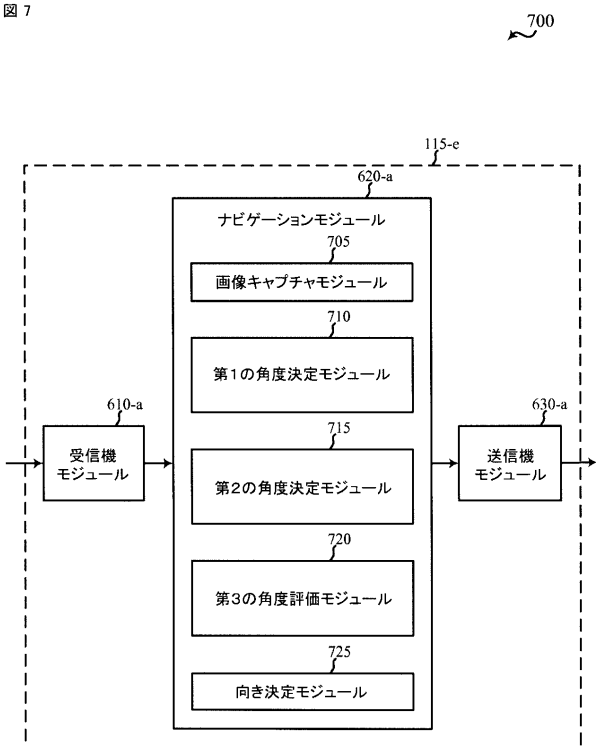 図 7
700
115-e
620-a
ナビゲーションモジュール
705
画像キャプチャモジュール
710
第1の角度決定モジュール
610-a
受信機
モジュール
715
第2の角度決定モジュール
630-a
送信機
モジュール
720
第3の角度評価モジュール
725
向き決定モジュール